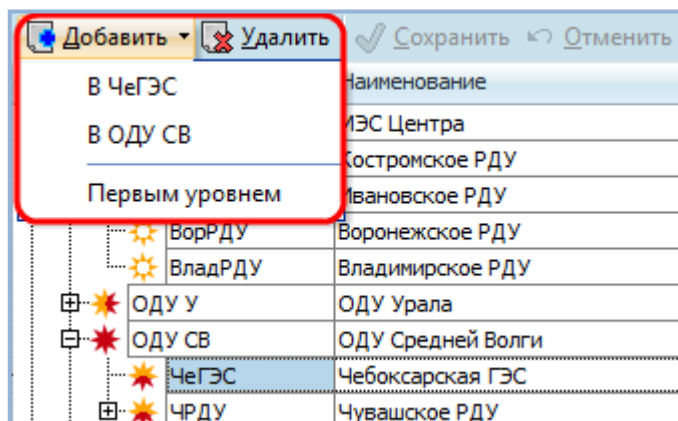 Добавить Удалить Сохранить Отменить
В ЧеГЭС
В ОДУ СВ
Первым уровнем
Наименование
МЭС Центра
Костромское РДУ
Ивановское РДУ
ВорРДУ Воронежское РДУ
ВладРДУ Владимирское РДУ
ОДУ У ОДУ Урала
ОДУ СВ ОДУ Средней Волги
ЧеГЭС Чебоксарская ГЭС
ЧРДУ Чувашское РДУ